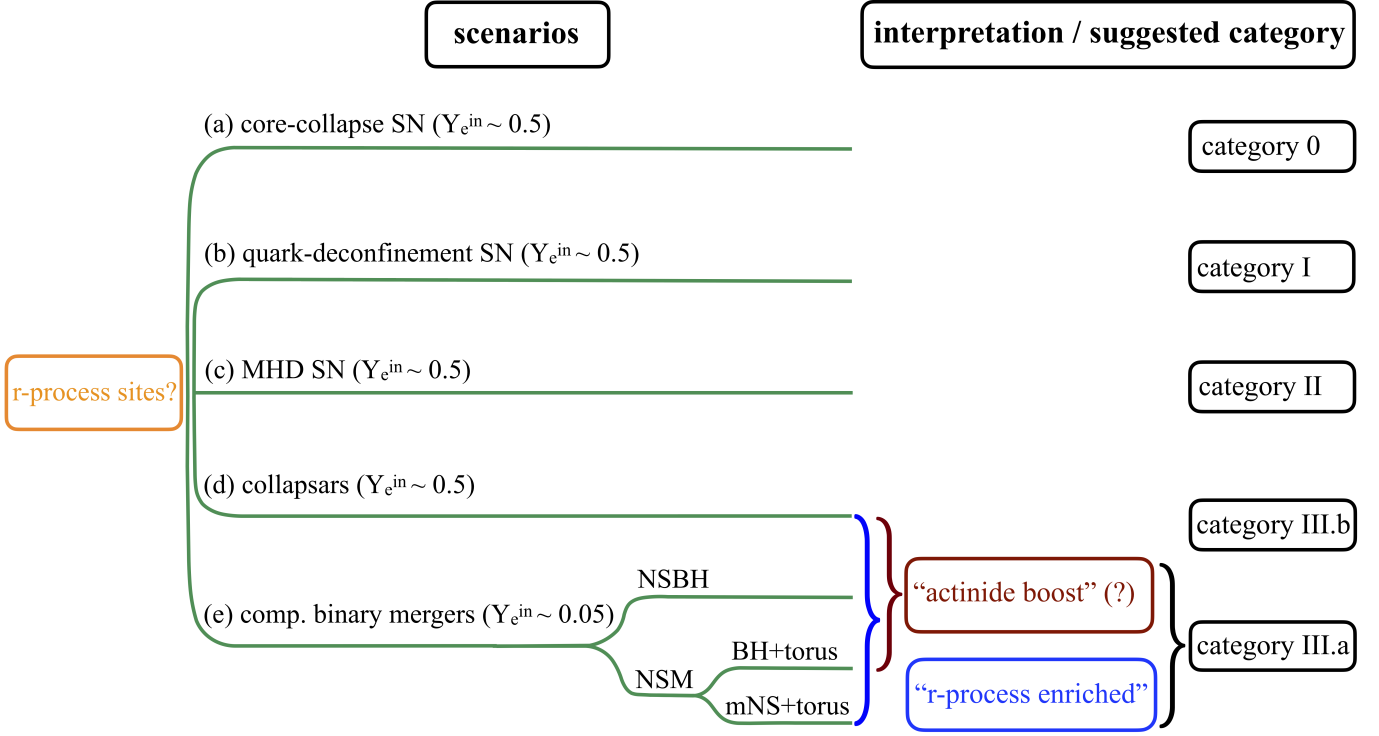 scenarios
interpretation / suggested category
(a) core-collapse SN (Yₑⁱⁿ ~ 0.5)
category 0
(b) quark-deconfinement SN (Yₑⁱⁿ ~ 0.5)
category I
(c) MHD SN (Yₑⁱⁿ ~ 0.5)
category II
r-process sites?
(d) collapsars (Yₑⁱⁿ ~ 0.5)
category III.b
(e) comp. binary mergers (Yₑⁱⁿ ~ 0.05)
NSBH
“actinide boost” (?)
BH+torus
category III.a
NSM
“r-process enriched”
mNS+torus